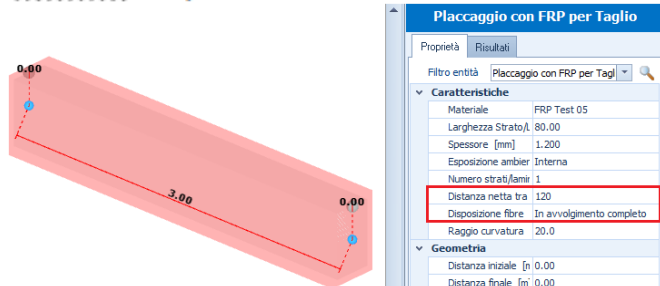 Placcaggio con FRP per Taglio
Proprietà Risultati
Filtro entità Placcaggio con FRP per Tagl
Caratteristiche
Materiale FRP Test 05
Larghezza Strato/L 80.00
Spessore [mm] 1.200
Esposizione ambier Interna
Numero strati/lamir 1
Distanza netta tra 120
Disposizione fibre In avvolgimento completo
Raggio curvatura 20.0
Geometria
Distanza iniziale [n 0.00
Distanza finale [m 0.00
0.00
3.00
0.00